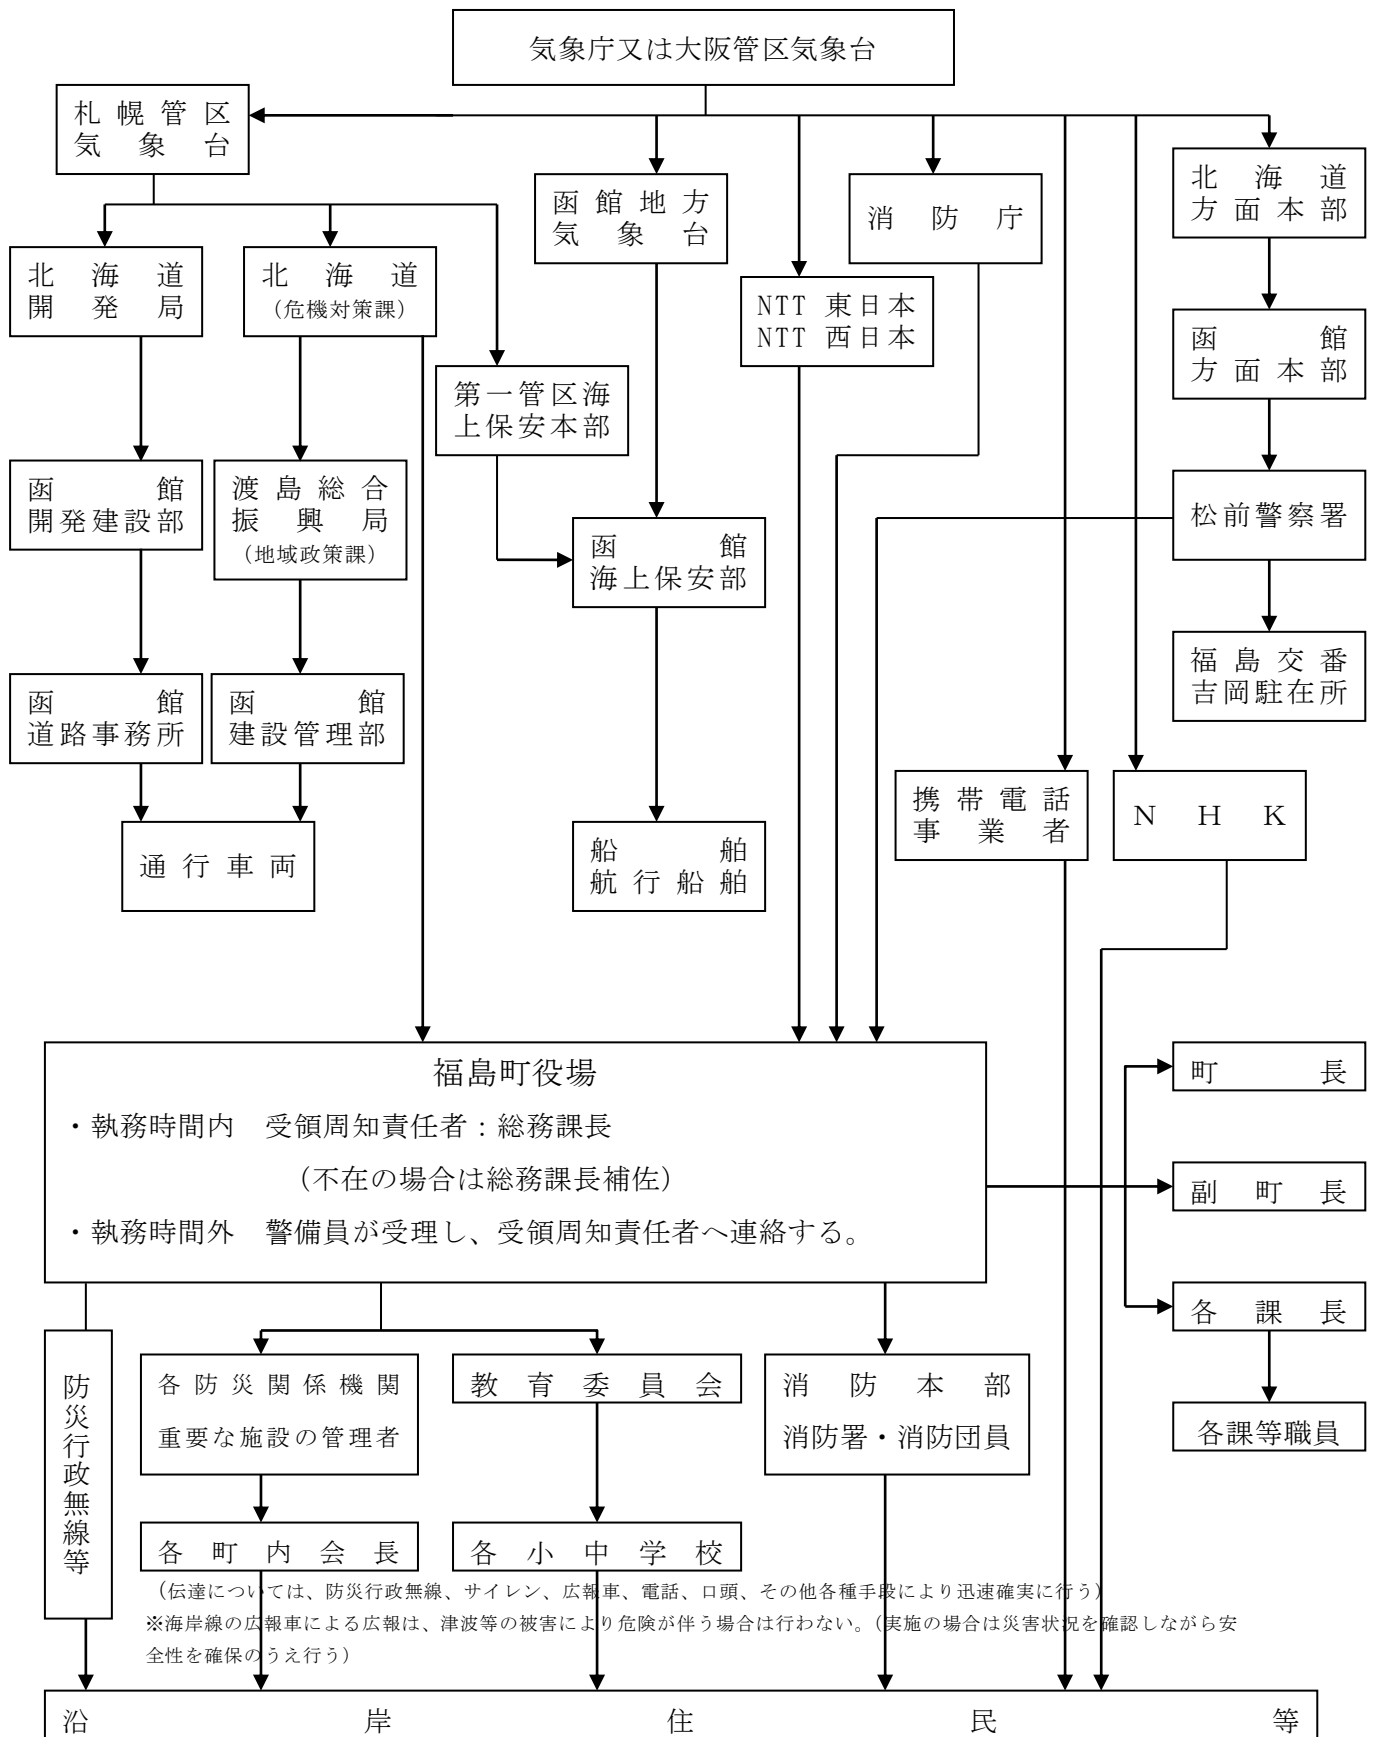 気象庁又は大阪管区気象台
札幌管区
気象台
函館地方
気象台
消防庁
北海道
方面本部
北海道
開発局
北海道
(危機対策課)
NTT 東日本
NTT 西日本
函館
方面本部
第一管区海
上保安本部
函館
開発建設部
渡島総合
振興局
(地域政策課)
松前警察署
函館
海上保安部
福島交番
吉岡駐在所
函館
道路事務所
函館
建設管理部
携帯電話
事業者
NHK
通行車両
船舶
航行船舶
福島町役場
・執務時間内　受領周知責任者：総務課長
(不在の場合は総務課長補佐)
・執務時間外　警備員が受理し、受領周知責任者へ連絡する。
町長
副町長
各課長
各課等職員
防災行政無線等
各防災関係機関
重要な施設の管理者
教育委員会
消防本部
消防署・消防団員
各町内会長
各小中学校
(伝達については、防災行政無線、サイレン、広報車、電話、口頭、その他各種手段により迅速確実に行う)
※海岸線の広報車による広報は、津波等の被害により危険が伴う場合は行わない。(実施の場合は災害状況を確認しながら安
全性を確保のうえ行う)
沿岸住民等